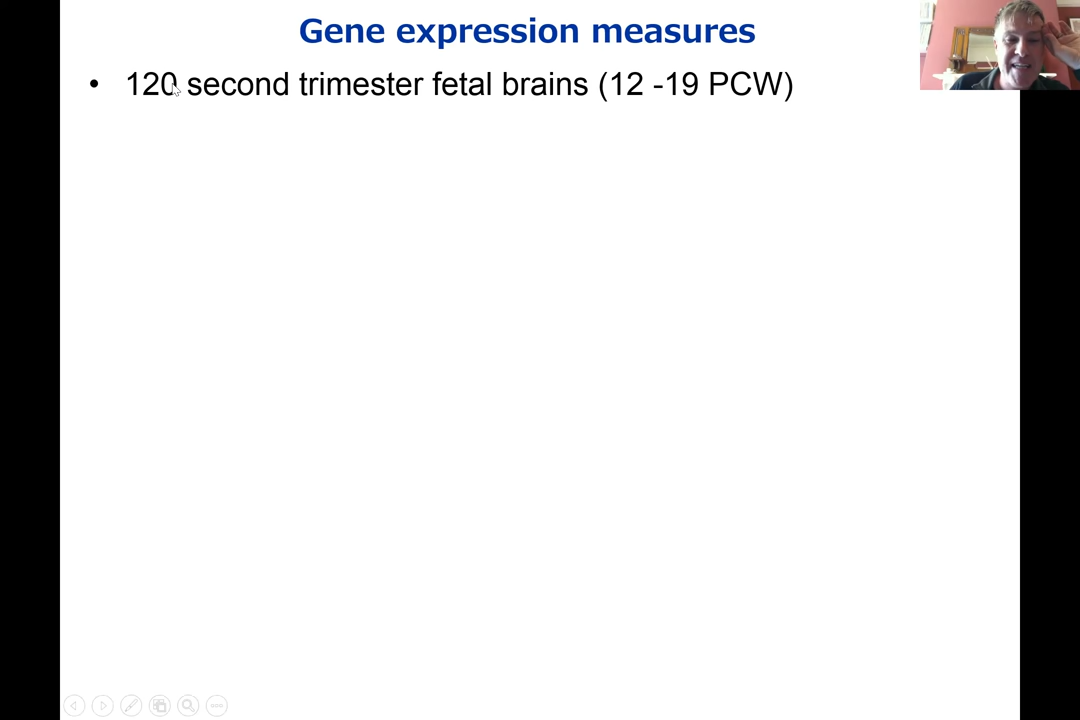 Gene expression measures
• 120 second trimester fetal brains (12 -19 PCW)